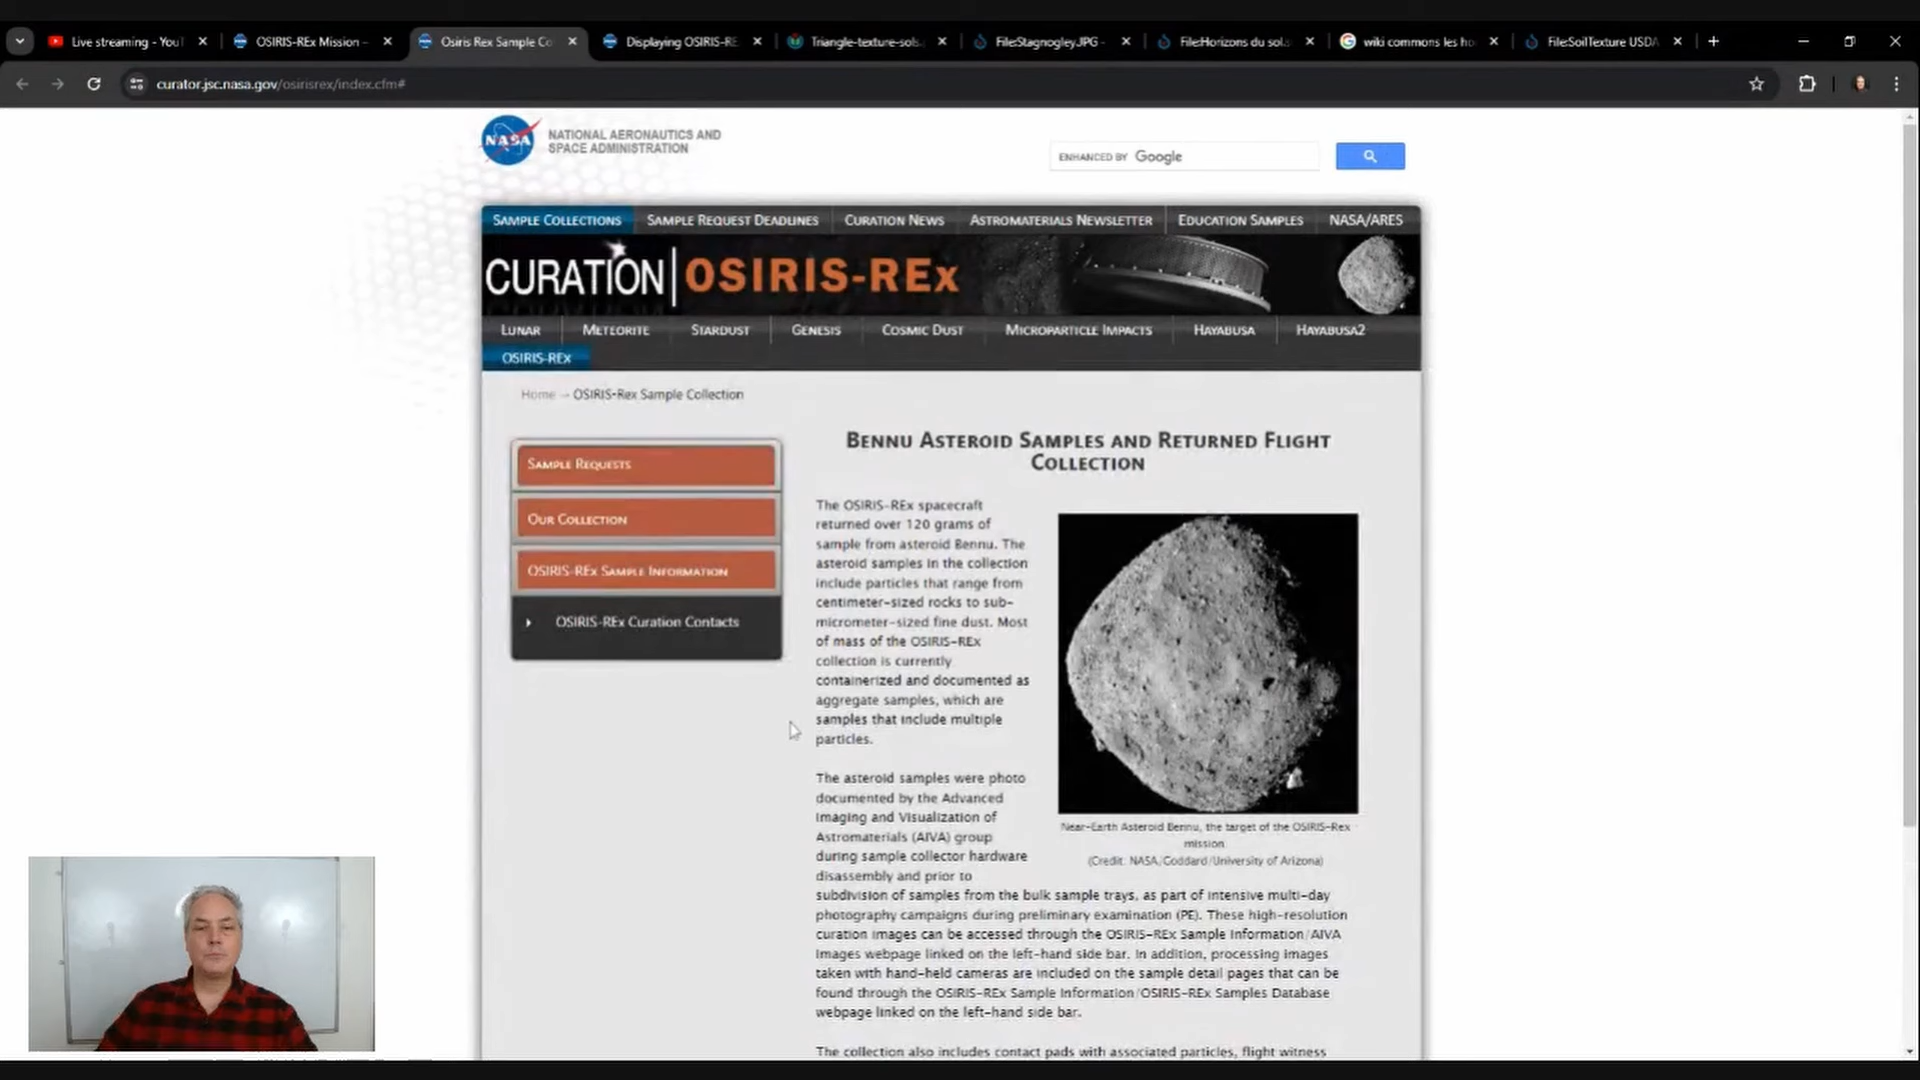 Live streaming - YouT
OSIRIS-REx Mission -
Osiris Rex Sample Co
Displaying OSIRIS-RE
Triangle-texture-sols.
File:Stagnogley.JPG -
File:Horizons du sol.s
wiki commons les ho
File:SoilTexture USDA
curator.jsc.nasa.gov/osirisrex/index.cfm#
NASA
NATIONAL AERONAUTICS AND
SPACE ADMINISTRATION
ENHANCED BY Google
SAMPLE COLLECTIONS
SAMPLE REQUEST DEADLINES
CURATION NEWS
ASTROMATERIALS NEWSLETTER
EDUCATION SAMPLES
NASA/ARES
CURATION | OSIRIS-REx
LUNAR
METEORITE
STARDUST
GENESIS
COSMIC DUST
MICROPARTICLE IMPACTS
HAYABUSA
HAYABUSA2
OSIRIS-REX
Home → OSIRIS-Rex Sample Collection
SAMPLE REQUESTS
OUR COLLECTION
OSIRIS-REX SAMPLE INFORMATION
OSIRIS-REx Curation Contacts
BENNU ASTEROID SAMPLES AND RETURNED FLIGHT
COLLECTION
The OSIRIS-REx spacecraft
returned over 120 grams of
sample from asteroid Bennu. The
asteroid samples in the collection
include particles that range from
centimeter-sized rocks to sub-
micrometer-sized fine dust. Most
of mass of the OSIRIS-REx
collection is currently
containerized and documented as
aggregate samples, which are
samples that include multiple
particles.
Near-Earth Asteroid Bennu, the target of the OSIRIS-Rex
mission
(Credit: NASA/Goddard/University of Arizona)
The asteroid samples were photo
documented by the Advanced
Imaging and Visualization of
Astromaterials (AIVA) group
during sample collector hardware
disassembly and prior to
subdivision of samples from the bulk sample trays, as part of intensive multi-day
photography campaigns during preliminary examination (PE). These high-resolution
curation images can be accessed through the OSIRIS-REx Sample Information/AIVA
Images webpage linked on the left-hand side bar. In addition, processing images
taken with hand-held cameras are included on the sample detail pages that can be
found through the OSIRIS-REx Sample Information/OSIRIS-REx Samples Database
webpage linked on the left-hand side bar.
The collection also includes contact pads with associated particles, flight witness